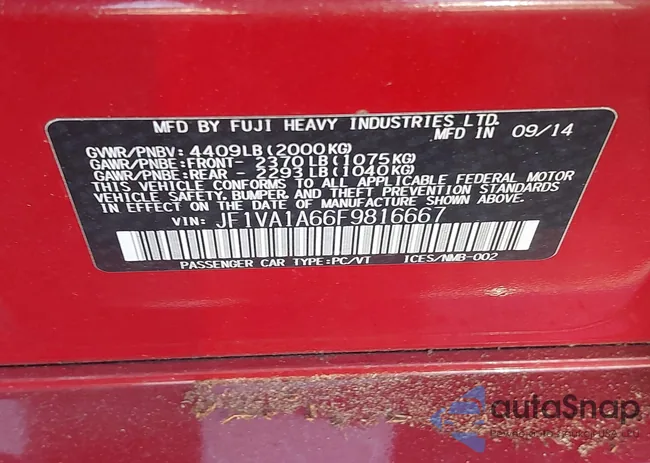 MFD BY FUJI HEAVY INDUSTRIES LTD.
MFD IN 09/14
GVWR/PNBV: 4409LB(2000KG)
GAWR/PNBE:FRONT- 2370LB(1075KG)
GAWR/PNBE:REAR - 2293LB(1040KG)
THIS VEHICLE CONFORMS TO ALL APPLICABLE FEDERAL MOTOR
VEHICLE SAFETY, BUMPER, AND THEFT PREVENTION STANDARDS
IN EFFECT ON THE DATE OF MANUFACTURE SHOWN ABOVE.
VIN: JF1VA1A66F9816667
PASSENGER CAR TYPE:PC/VT ICES/NMB-002
autoSnap